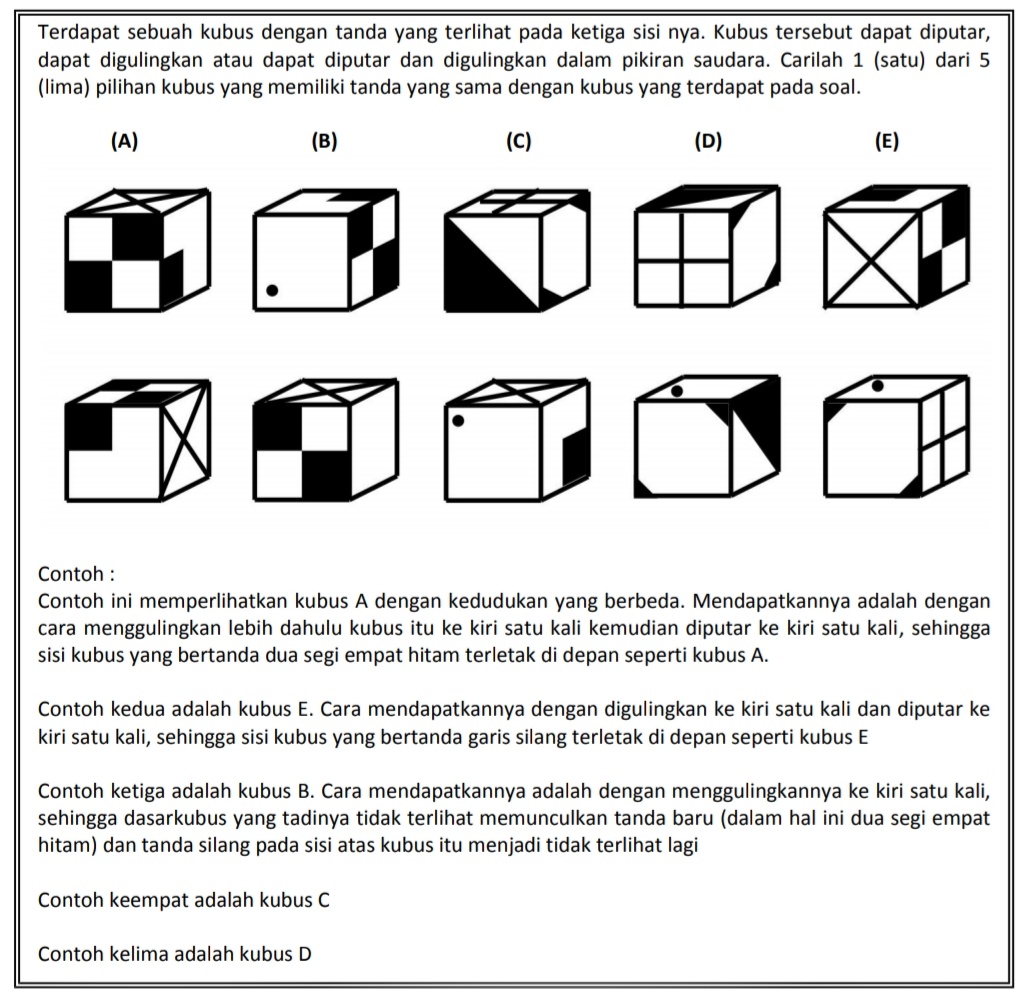 Terdapat sebuah kubus dengan tanda yang terlihat pada ketiga sisi nya. Kubus tersebut dapat diputar,
dapat digulingkan atau dapat diputar dan digulingkan dalam pikiran saudara. Carilah 1 (satu) dari 5
(lima) pilihan kubus yang memiliki tanda yang sama dengan kubus yang terdapat pada soal.
(A) (B) (C) (D) (E)
Contoh :
Contoh ini memperlihatkan kubus A dengan kedudukan yang berbeda. Mendapatkannya adalah dengan
cara menggulingkan lebih dahulu kubus itu ke kiri satu kali kemudian diputar ke kiri satu kali, sehingga
sisi kubus yang bertanda dua segi empat hitam terletak di depan seperti kubus A.
Contoh kedua adalah kubus E. Cara mendapatkannya dengan digulingkan ke kiri satu kali dan diputar ke
kiri satu kali, sehingga sisi kubus yang bertanda garis silang terletak di depan seperti kubus E
Contoh ketiga adalah kubus B. Cara mendapatkannya adalah dengan menggulingkannya ke kiri satu kali,
sehingga dasarkubus yang tadinya tidak terlihat memunculkan tanda baru (dalam hal ini dua segi empat
hitam) dan tanda silang pada sisi atas kubus itu menjadi tidak terlihat lagi
Contoh keempat adalah kubus C
Contoh kelima adalah kubus D